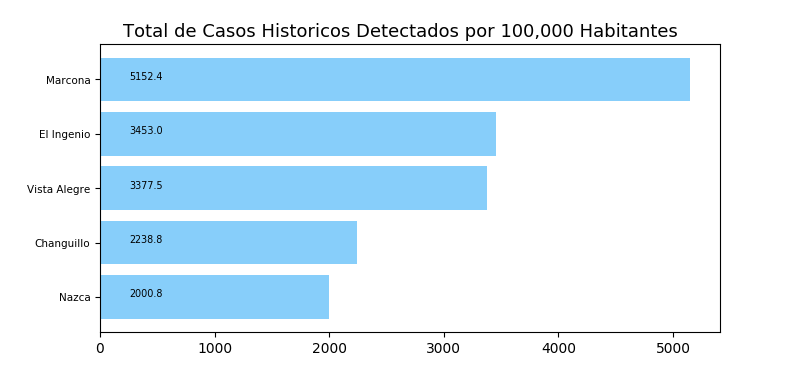 Total de Casos Historicos Detectados por 100,000 Habitantes
Marcona 5152.4
El Ingenio 3453.0
Vista Alegre 3377.5
Changuillo 2238.8
Nazca 2000.8
0 1000 2000 3000 4000 5000